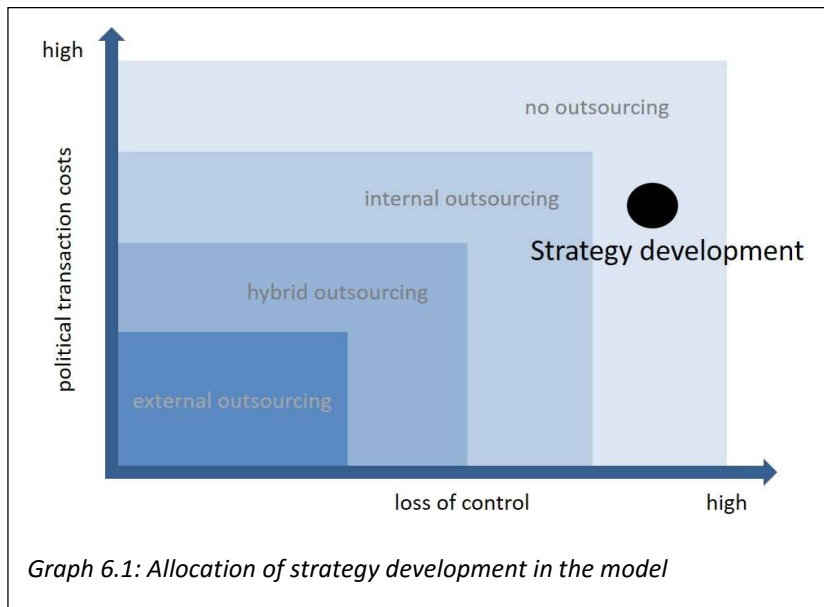 high
no outsourcing
internal outsourcing
Strategy development
hybrid outsourcing
external outsourcing
political transaction costs
loss of control
high
Graph 6.1: Allocation of strategy development in the model